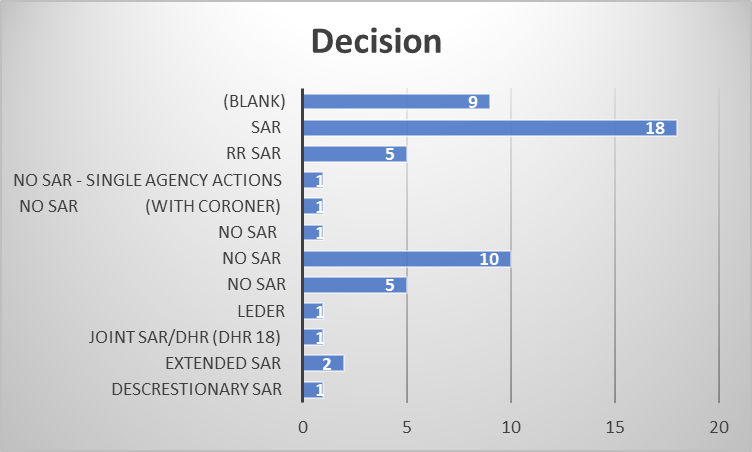 Decision
(BLANK) 9
SAR 18
RR SAR 5
NO SAR - SINGLE AGENCY ACTIONS 1
NO SAR (WITH CORONER) 1
NO SAR 1
NO SAR 10
NO SAR 5
LEDER 1
JOINT SAR/DHR (DHR 18) 1
EXTENDED SAR 2
DESCRESTIONARY SAR 1
0 5 10 15 20